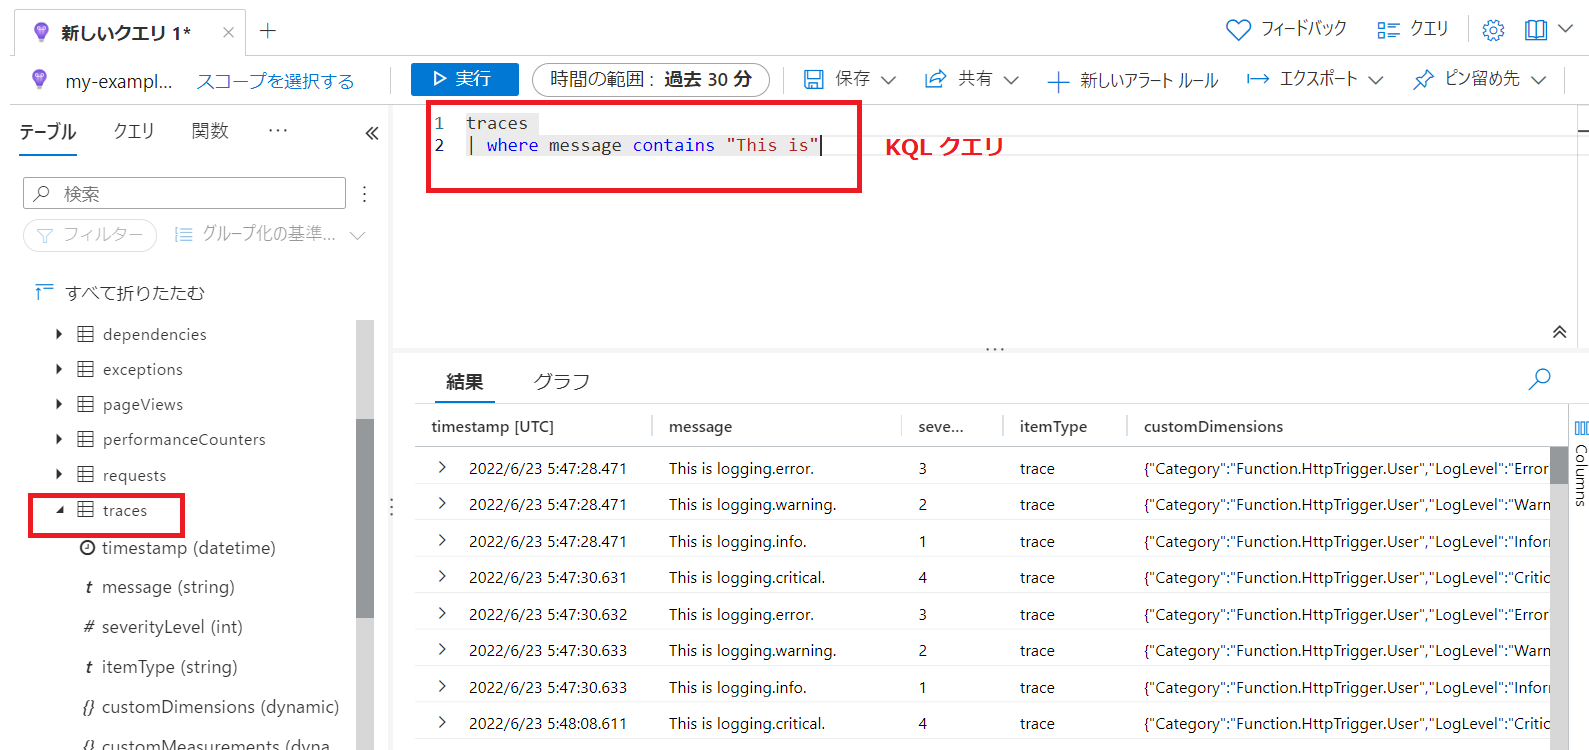 新しいクエリ 1*
フィードバック
クエリ
my-exampl...
スコープを選択する
実行
時間の範囲： 過去 30 分
保存
共有
新しいアラート ルール
エクスポート
ピン留め先
テーブル
クエリ
関数
...
検索
フィルター
グループ化の基準...
すべて折りたたむ
dependencies
exceptions
pageViews
performanceCounters
requests
traces
timestamp (datetime)
t message (string)
# severityLevel (int)
t itemType (string)
{} customDimensions (dynamic)
{} customMeasurements (dyna
1 traces
2 | where message contains "This is"
KQL クエリ
結果
グラフ
timestamp [UTC] message seve... itemType customDimensions
2022/6/23 5:47:28.471 This is logging.error. 3 trace {"Category":"Function.HttpTrigger.User","LogLevel":"Error
2022/6/23 5:47:28.471 This is logging.warning. 2 trace {"Category":"Function.HttpTrigger.User","LogLevel":"Warn
2022/6/23 5:47:28.471 This is logging.info. 1 trace {"Category":"Function.HttpTrigger.User","LogLevel":"Infor
2022/6/23 5:47:30.631 This is logging.critical. 4 trace {"Category":"Function.HttpTrigger.User","LogLevel":"Critic
2022/6/23 5:47:30.632 This is logging.error. 3 trace {"Category":"Function.HttpTrigger.User","LogLevel":"Error
2022/6/23 5:47:30.633 This is logging.warning. 2 trace {"Category":"Function.HttpTrigger.User","LogLevel":"Warn
2022/6/23 5:47:30.633 This is logging.info. 1 trace {"Category":"Function.HttpTrigger.User","LogLevel":"Infor
2022/6/23 5:48:08.611 This is logging.critical. 4 trace {"Category":"Function.HttpTrigger.User","LogLevel":"Critic
Columns